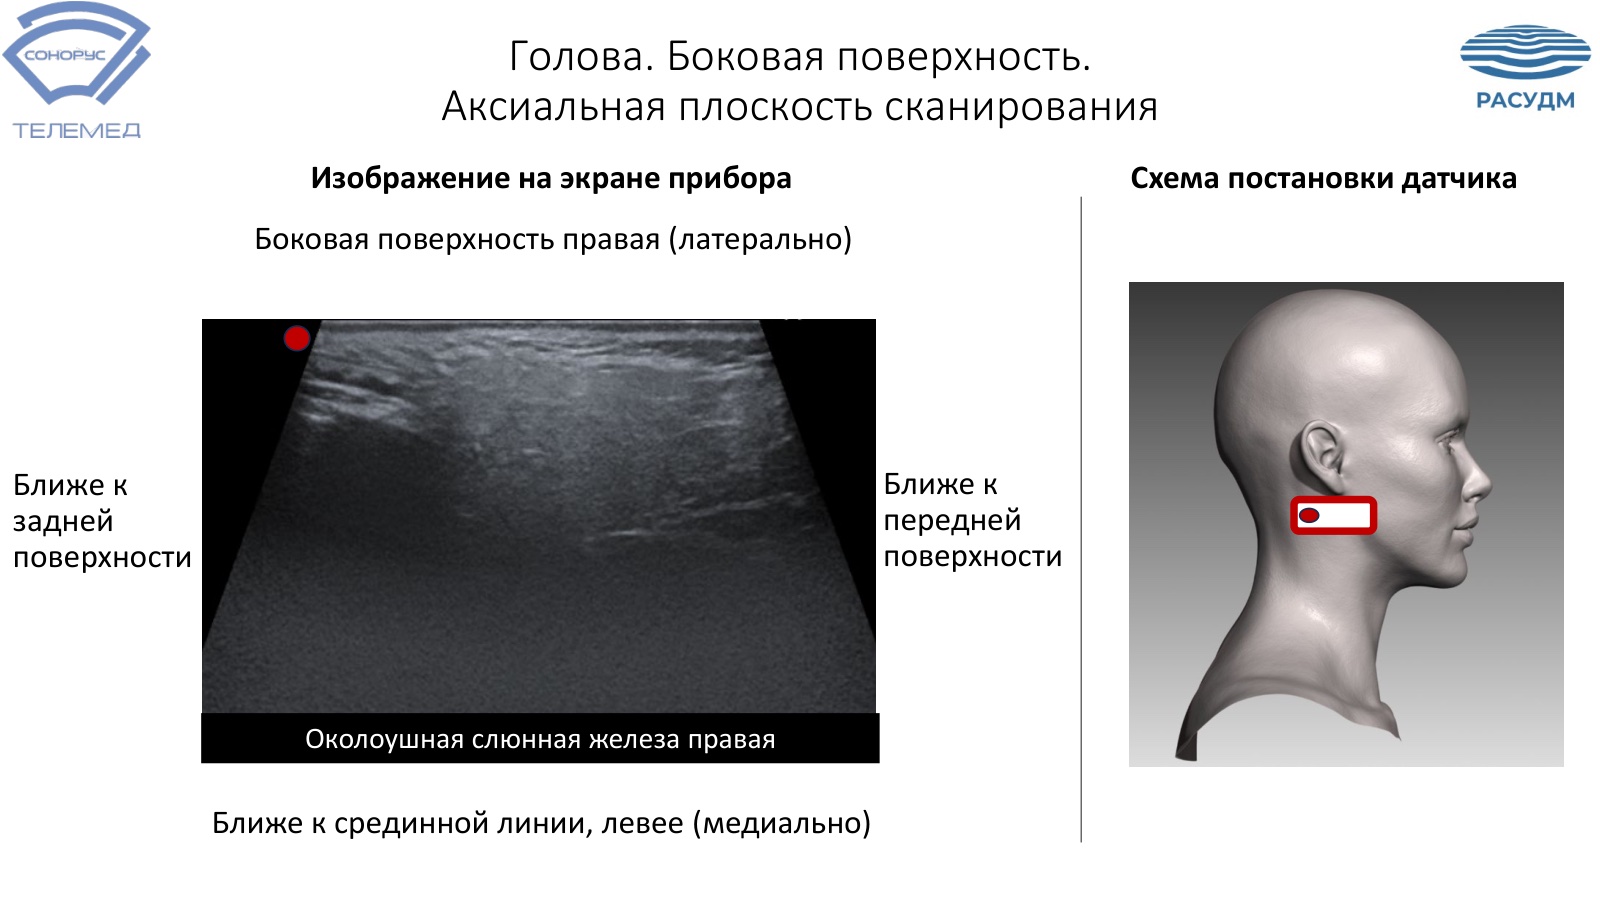 СОНОРУС
ТЕЛЕМЕД
Голова. Боковая поверхность.
Аксиальная плоскость сканирования
РАСУДМ
Изображение на экране прибора
Боковая поверхность правая (латерально)
Ближе к
задней
поверхности
Ближе к
передней
поверхности
Околоушная слюнная железа правая
Ближе к срединной линии, левее (медиально)
Схема постановки датчика